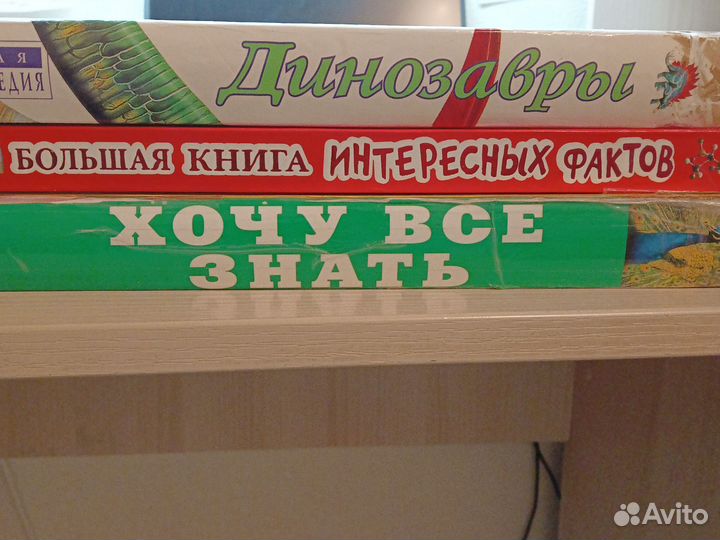 Динозавры
БОЛЬШАЯ КНИГА ИНТЕРЕСНЫХ ФАКТОВ
ХОЧУ ВСЕ
ЗНАТЬ
Avito